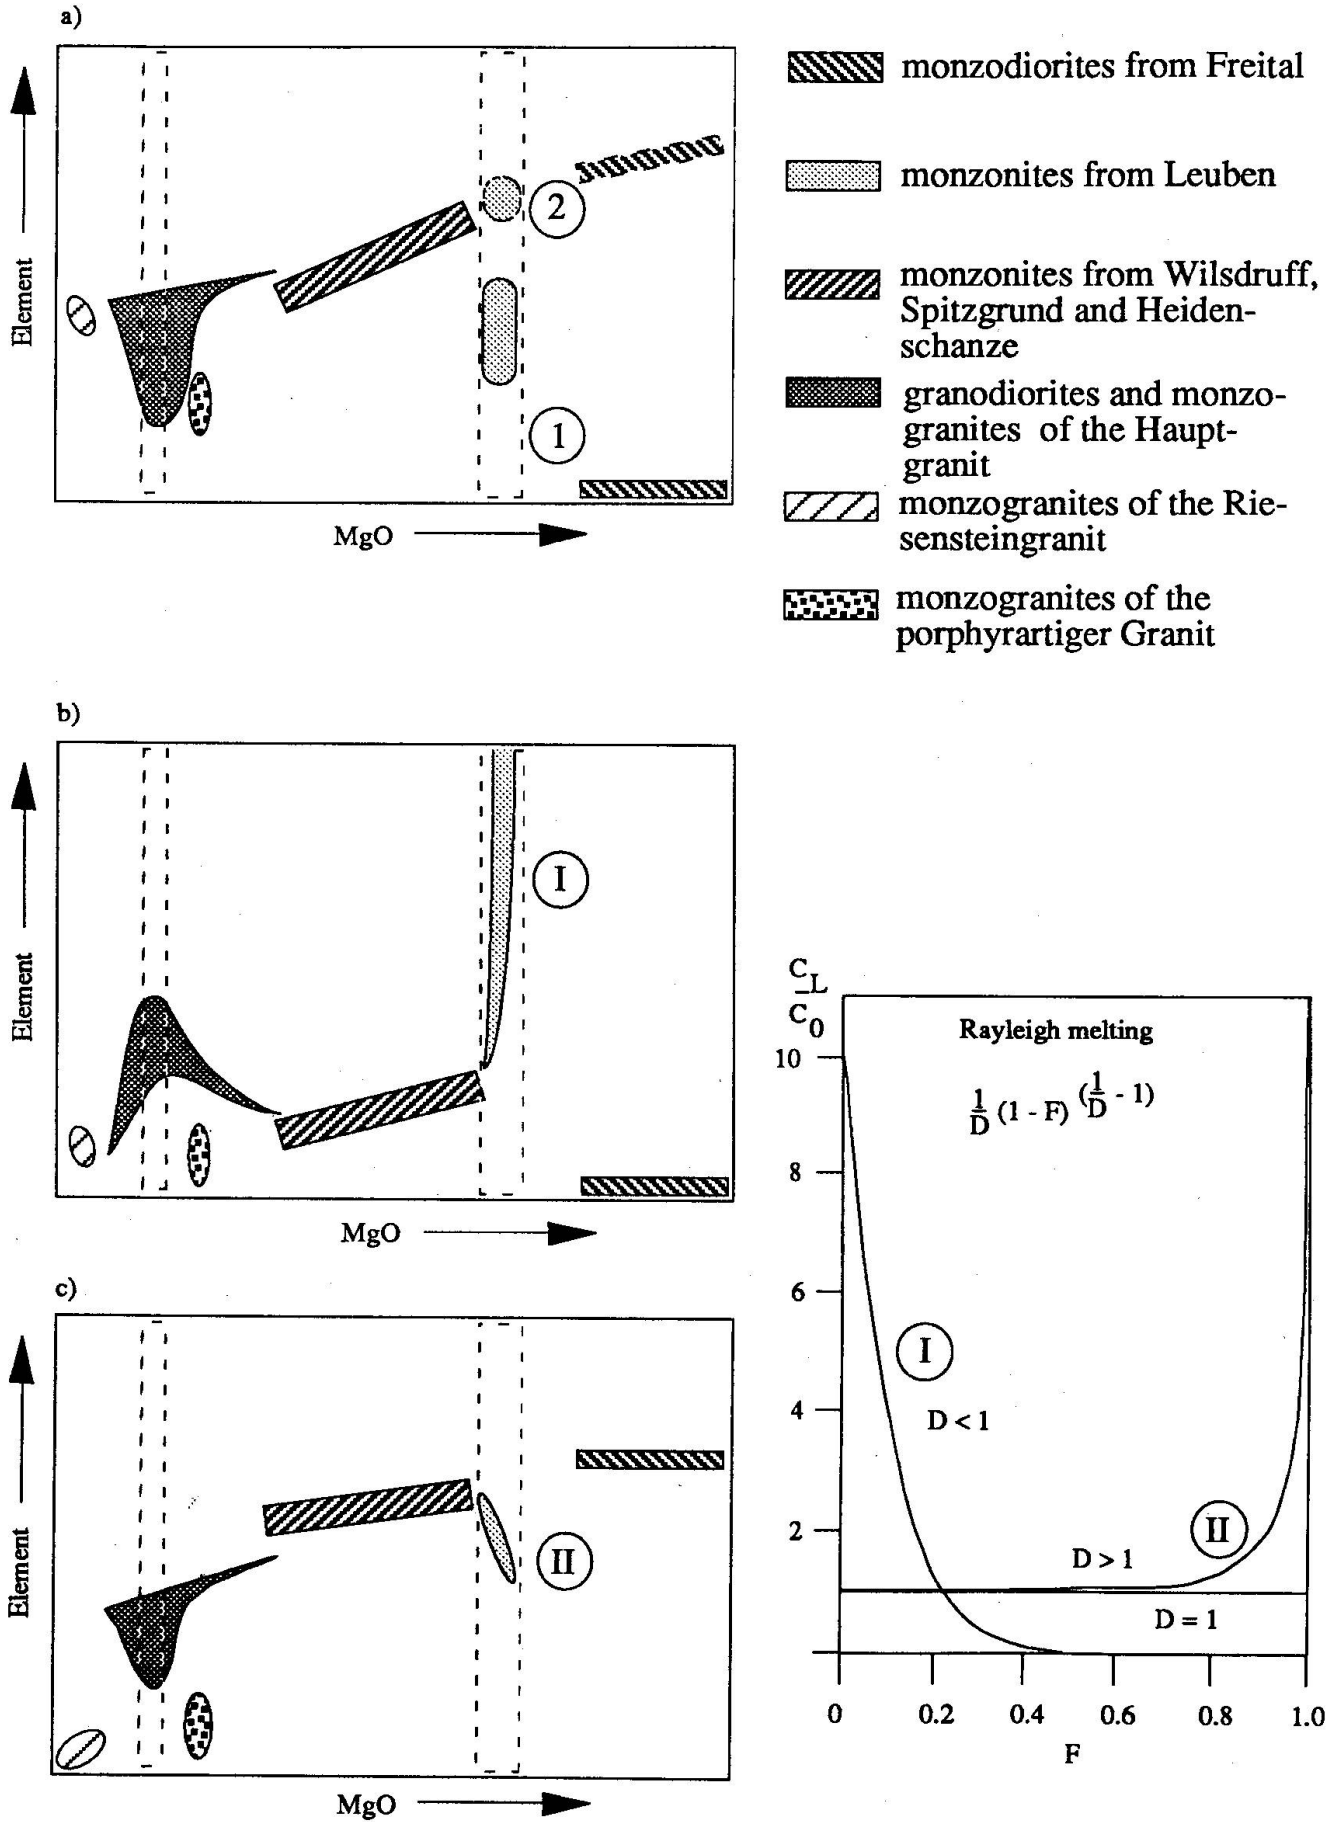 a)
Element
MgO
2
1
monzodiorites from Freital
monzonites from Leuben
monzonites from Wilsdruff,
Spitzgrund and Heiden-
schanze
granodiorites and monzo-
granites of the Haupt-
granit
monzogranites of the Rie-
sensteingranit
monzogranites of the
porphyrartiger Granit
b)
Element
MgO
I
c)
Element
MgO
II
C_L
C_0
Rayleigh melting
1/D (1 - F) (1/D - 1)
10
8
6
4
2
I
D < 1
II
D > 1
D = 1
0 0.2 0.4 0.6 0.8 1.0
F